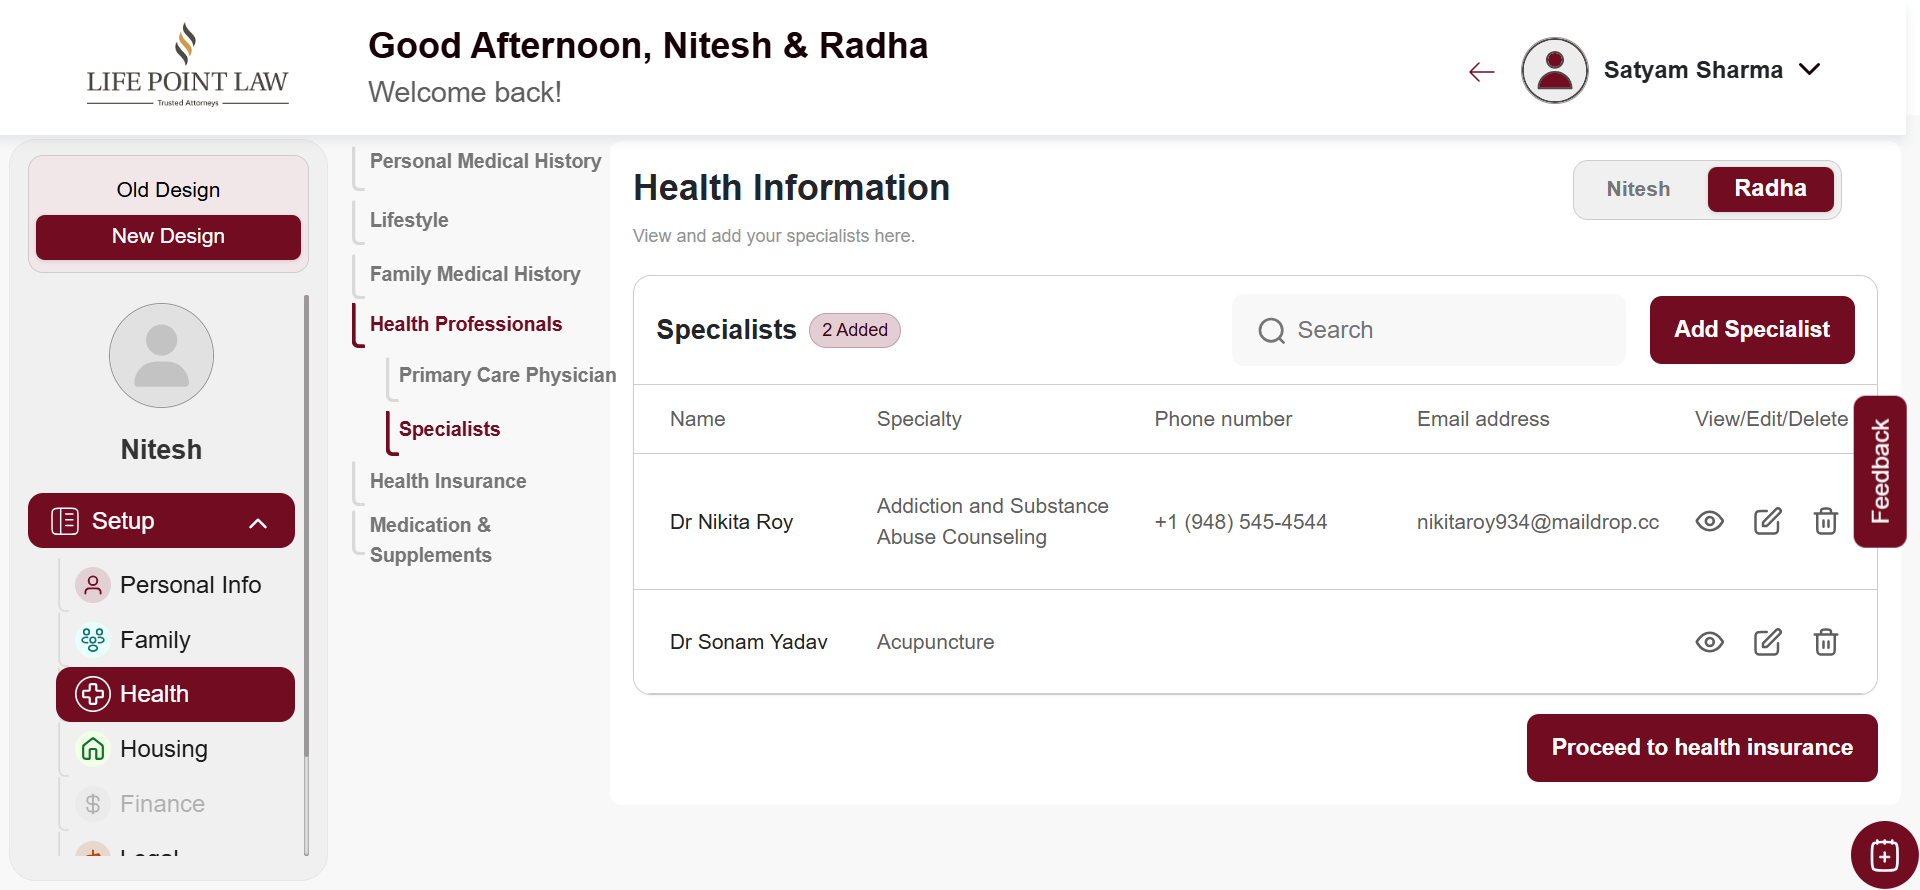 LIFE POINT LAW
Trusted Attorneys
Good Afternoon, Nitesh & Radha
Welcome back!
Satyam Sharma
Old Design
New Design
Nitesh
Setup
Personal Info
Family
Health
Housing
Finance
Personal Medical History
Lifestyle
Family Medical History
Health Professionals
Primary Care Physician
Specialists
Health Insurance
Medication &
Supplements
Health Information
View and add your specialists here.
Nitesh
Radha
Specialists
2 Added
Search
Add Specialist
Name
Specialty
Phone number
Email address
View/Edit/Delete
Dr Nikita Roy
Addiction and Substance
Abuse Counseling
+1 (948) 545-4544
nikitaroy934@maildrop.cc
Dr Sonam Yadav
Acupuncture
Proceed to health insurance
Feedback